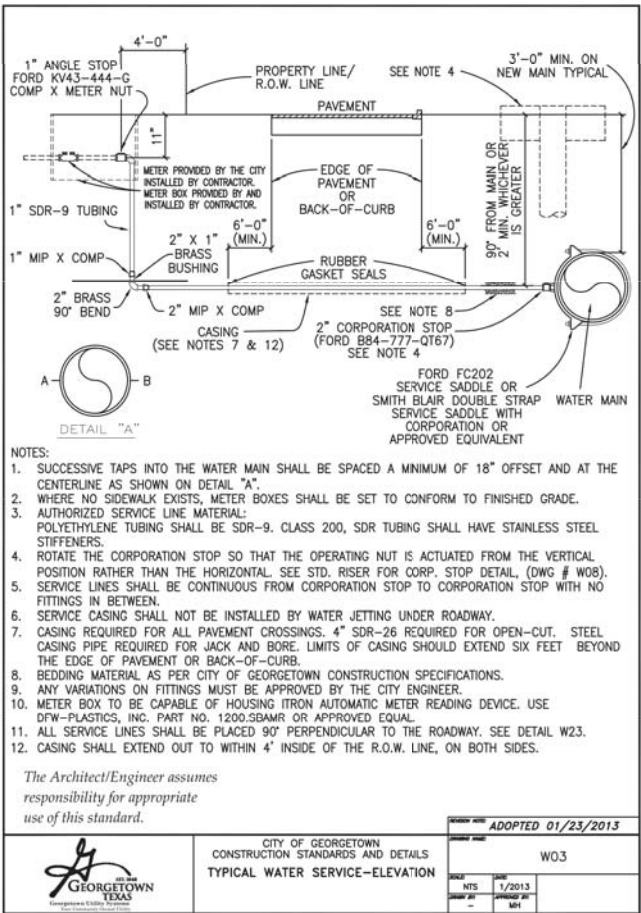 4'-0"
1" ANGLE STOP
FORD KV43-444-G
COMP X METER NUT
PROPERTY LINE/
R.O.W. LINE
SEE NOTE 4
3'-0" MIN. ON
NEW MAIN TYPICAL
PAVEMENT
11"
METER PROVIDED BY THE CITY
INSTALLED BY CONTRACTOR.
METER BOX PROVIDED BY AND
INSTALLED BY CONTRACTOR.
EDGE OF
PAVEMENT
OR
BACK-OF-CURB
90° FROM MAIN OR
2' MIN. WHICHEVER
IS GREATER
1" SDR-9 TUBING
6'-0"
(MIN.)
6'-0"
(MIN.)
1" MIP X COMP
2" X 1"
BRASS
BUSHING
RUBBER
GASKET SEALS
2" BRASS
90° BEND
2" MIP X COMP
SEE NOTE 8
CASING
(SEE NOTES 7 & 12)
2" CORPORATION STOP
(FORD B84-777-QT67)
SEE NOTE 4
A
B
DETAIL "A"
FORD FC202
SERVICE SADDLE OR
SMITH BLAIR DOUBLE STRAP
SERVICE SADDLE WITH
CORPORATION OR
APPROVED EQUIVALENT
WATER MAIN
NOTES:
1. SUCCESSIVE TAPS INTO THE WATER MAIN SHALL BE SPACED A MINIMUM OF 18" OFFSET AND AT THE
CENTERLINE AS SHOWN ON DETAIL "A".
2. WHERE NO SIDEWALK EXISTS, METER BOXES SHALL BE SET TO CONFORM TO FINISHED GRADE.
3. AUTHORIZED SERVICE LINE MATERIAL:
POLYETHYLENE TUBING SHALL BE SDR-9. CLASS 200, SDR TUBING SHALL HAVE STAINLESS STEEL
STIFFENERS.
4. ROTATE THE CORPORATION STOP SO THAT THE OPERATING NUT IS ACTUATED FROM THE VERTICAL
POSITION RATHER THAN THE HORIZONTAL. SEE STD. RISER FOR CORP. STOP DETAIL, (DWG # W08).
5. SERVICE LINES SHALL BE CONTINUOUS FROM CORPORATION STOP TO CORPORATION STOP WITH NO
FITTINGS IN BETWEEN.
6. SERVICE CASING SHALL NOT BE INSTALLED BY WATER JETTING UNDER ROADWAY.
7. CASING REQUIRED FOR ALL PAVEMENT CROSSINGS. 4" SDR-26 REQUIRED FOR OPEN-CUT. STEEL
CASING PIPE REQUIRED FOR JACK AND BORE. LIMITS OF CASING SHOULD EXTEND SIX FEET BEYOND
THE EDGE OF PAVEMENT OR BACK-OF-CURB.
8. BEDDING MATERIAL AS PER CITY OF GEORGETOWN CONSTRUCTION SPECIFICATIONS.
9. ANY VARIATIONS ON FITTINGS MUST BE APPROVED BY THE CITY ENGINEER.
10. METER BOX TO BE CAPABLE OF HOUSING ITRON AUTOMATIC METER READING DEVICE. USE
DFW-PLASTICS, INC. PART NO. 1200.SBAMR OR APPROVED EQUAL.
11. ALL SERVICE LINES SHALL BE PLACED 90° PERPENDICULAR TO THE ROADWAY. SEE DETAIL W23.
12. CASING SHALL EXTEND OUT TO WITHIN 4' INSIDE OF THE R.O.W. LINE, ON BOTH SIDES.
The Architect/Engineer assumes
responsibility for appropriate
use of this standard.
REVISION NOTE:
ADOPTED 01/23/2013
EST. 1848
GEORGETOWN
TEXAS
Georgetown Utility Systems
Your Community Owned Utility
CITY OF GEORGETOWN
CONSTRUCTION STANDARDS AND DETAILS
TYPICAL WATER SERVICE-ELEVATION
DRAWING NAME:
W03
SCALE:
NTS
DATE:
1/2013
DRAWN BY:
-
APPROVED BY:
MH